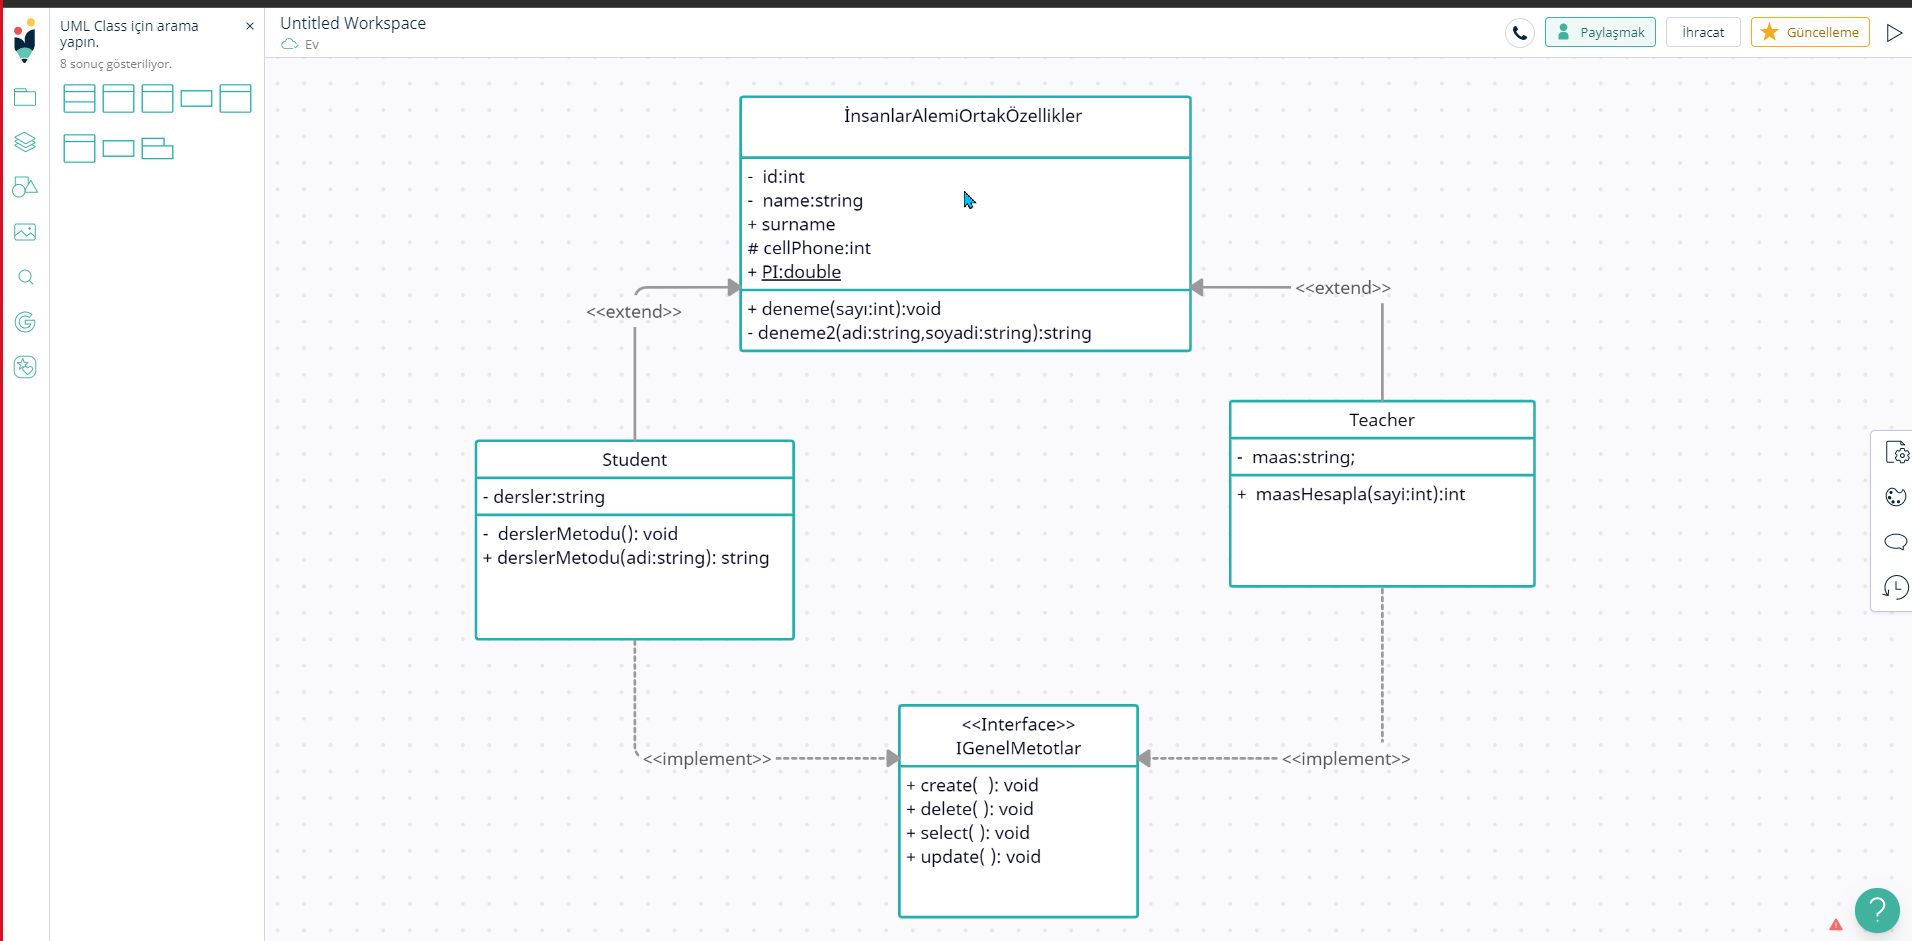 UML Class için arama
yapın.
×
8 sonuç gösteriliyor.
Untitled Workspace
Ev
Paylaşmak
İhracat
Güncelleme
İnsanlarAlemiOrtakÖzellikler
- id:int
- name:string
+ surname
# cellPhone:int
+ PI:double
+ deneme(sayı:int):void
- deneme2(adi:string,soyadi:string):string
<<extend>>
<<extend>>
Student
- dersler:string
- derslerMetodu(): void
+ derslerMetodu(adi:string): string
Teacher
- maas:string;
+ maasHesapla(sayi:int):int
<<implement>>
<<implement>>
<<Interface>>
IGenelMetotlar
+ create(  ): void
+ delete( ): void
+ select( ): void
+ update( ): void
?